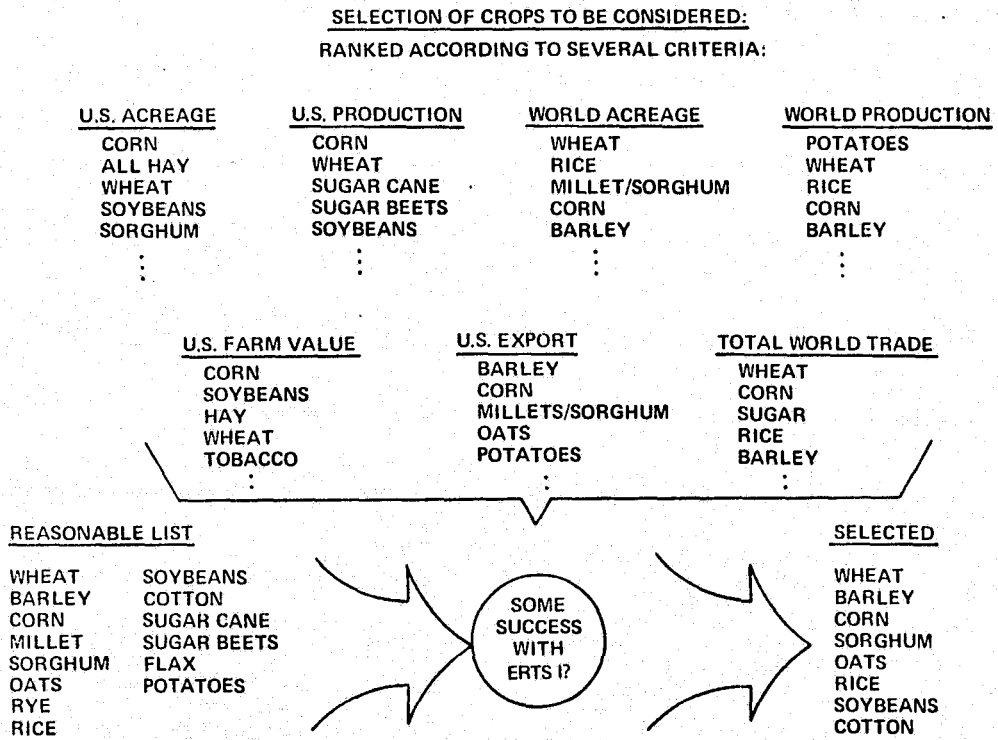 SELECTION OF CROPS TO BE CONSIDERED:
RANKED ACCORDING TO SEVERAL CRITERIA:
U.S. ACREAGE
CORN
ALL HAY
WHEAT
SOYBEANS
SORGHUM
U.S. PRODUCTION
CORN
WHEAT
SUGAR CANE
SUGAR BEETS
SOYBEANS
WORLD ACREAGE
WHEAT
RICE
MILLET/SORGHUM
CORN
BARLEY
WORLD PRODUCTION
POTATOES
WHEAT
RICE
CORN
BARLEY
U.S. FARM VALUE
CORN
SOYBEANS
HAY
WHEAT
TOBACCO
U.S. EXPORT
BARLEY
CORN
MILLETS/SORGHUM
OATS
POTATOES
TOTAL WORLD TRADE
WHEAT
CORN
SUGAR
RICE
BARLEY
REASONABLE LIST
WHEAT
BARLEY
CORN
MILLET
SORGHUM
OATS
RYE
RICE
SOYBEANS
COTTON
SUGAR CANE
SUGAR BEETS
FLAX
POTATOES
SOME
SUCCESS
WITH
ERTS I?
SELECTED
WHEAT
BARLEY
CORN
SORGHUM
OATS
RICE
SOYBEANS
COTTON